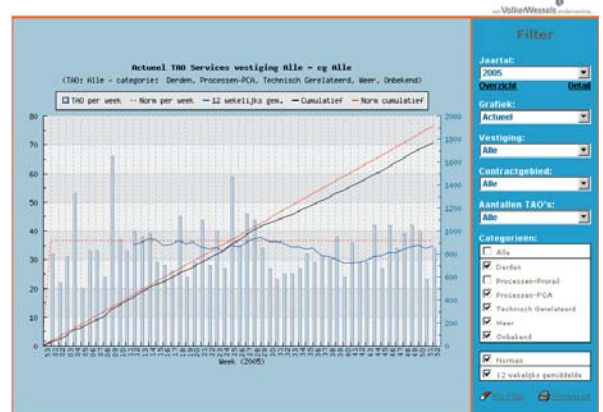 een VolkerWessels onderneming
Actueel TAO Services vestiging Alle - cg Alle
(TAO: Alle - categorie: Derden, Processen-PCA, Technisch Gerelateerd, Weer, Onbekend)
TAO per week Norm per week 12 wekelijks gem. Cumulatief Norm cumulatief
80
70
60
50
40
30
20
10
0
2000
1800
1600
1400
1200
1000
800
600
400
200
0
Week (2005)
Filter
Jaartal:
2005
Overzicht Detail
Grafiek:
Actueel
Vestiging:
Alle
Contractgebied:
Alle
Aantallen TAO's:
Alle
Categorieën:
Alle
Derden
Processen-Prorail
Processen-PCA
Technisch Gerelateerd
Weer
Onbekend
Normen
12 wekelijks gemiddelde